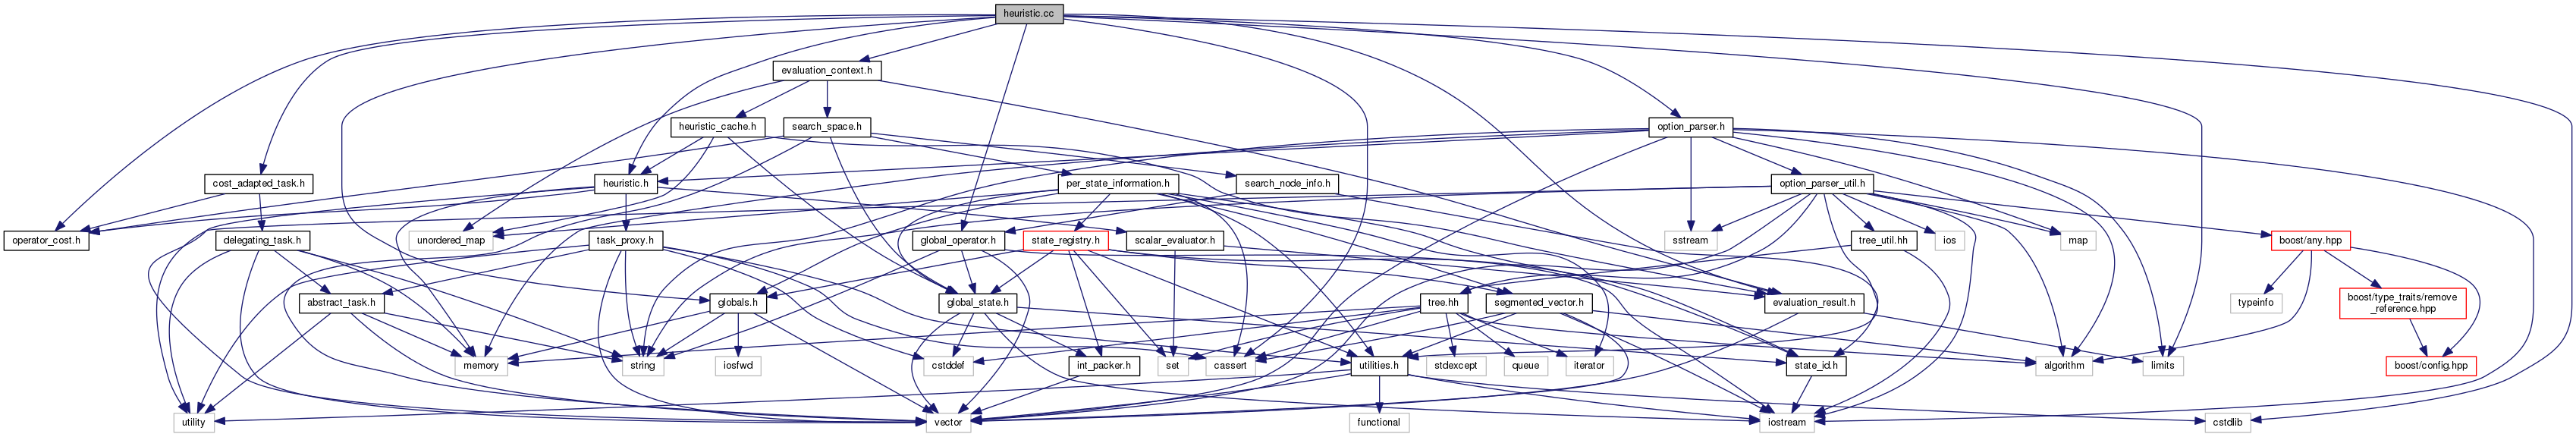 heuristic.cc
evaluation_context.h
heuristic_cache.h
search_space.h
option_parser.h
cost_adapted_task.h
heuristic.h
per_state_information.h
search_node_info.h
option_parser_util.h
operator_cost.h
delegating_task.h
unordered_map
task_proxy.h
global_operator.h
state_registry.h
scalar_evaluator.h
sstream
tree_util.hh
ios
map
boost/any.hpp
abstract_task.h
globals.h
global_state.h
tree.hh
segmented_vector.h
evaluation_result.h
typeinfo
boost/type_traits/remove
_reference.hpp
memory
string
iosfwd
cstddef
int_packer.h
set
cassert
utilities.h
stdexcept
queue
iterator
state_id.h
algorithm
limits
boost/config.hpp
utility
vector
functional
iostream
cstdlib